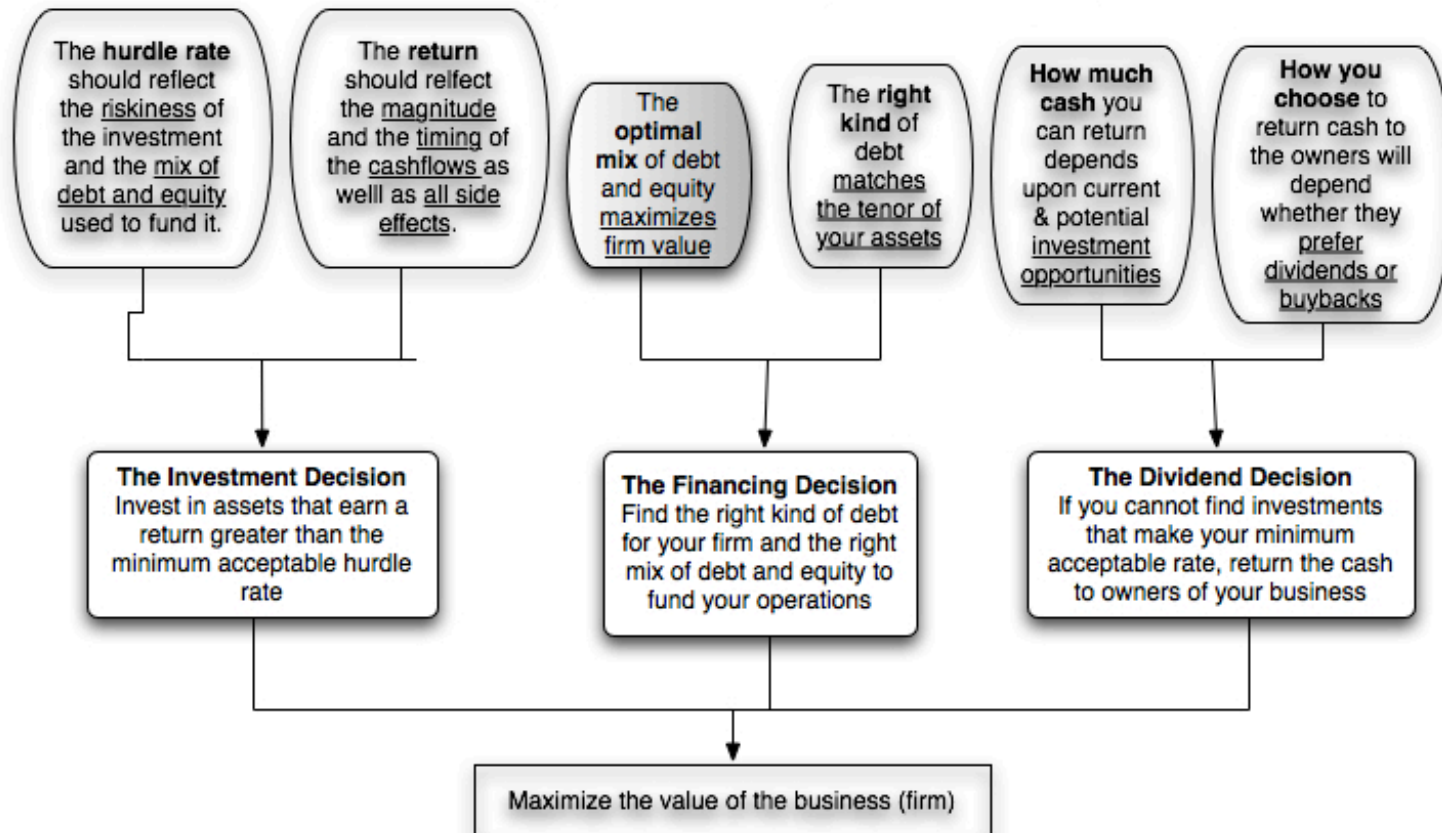 The hurdle rate
should reflect
the riskiness of
the investment
and the mix of
debt and equity
used to fund it.
The return
should relfect
the magnitude
and the timing of
the cashflows as
welll as all side
effects.
The
optimal
mix of debt
and equity
maximizes
firm value
The right
kind of
debt
matches
the tenor of
your assets
How much
cash you
can return
depends
upon current
& potential
investment
opportunities
How you
choose to
return cash to
the owners will
depend
whether they
prefer
dividends or
buybacks
The Investment Decision
Invest in assets that earn a
return greater than the
minimum acceptable hurdle
rate
The Financing Decision
Find the right kind of debt
for your firm and the right
mix of debt and equity to
fund your operations
The Dividend Decision
If you cannot find investments
that make your minimum
acceptable rate, return the cash
to owners of your business
Maximize the value of the business (firm)